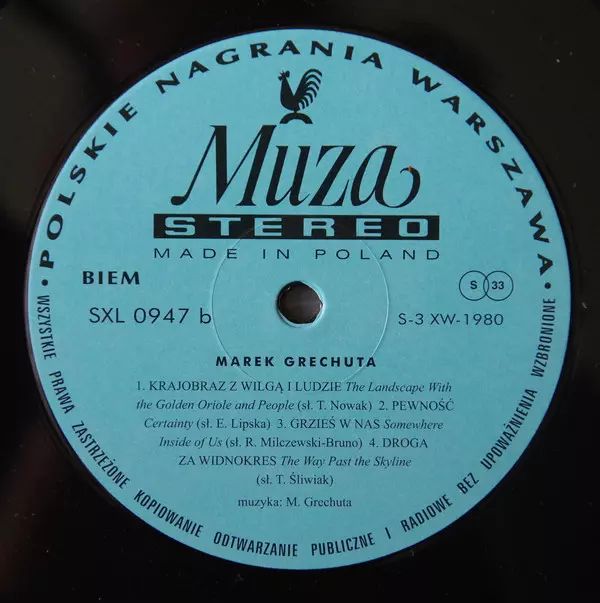 • POLSKIE NAGRANIA WARSZAWA •
Muza
STEREO
MADE IN POLAND
BIEM
S 33
SXL 0947 b
S-3 XW-1980
MAREK GRECHUTA
1. KRAJOBRAZ Z WILGĄ I LUDZIE The Landscape With
the Golden Oriole and People (sł. T. Nowak) 2. PEWNOŚĆ
Certainty (sł. E. Lipska) 3. GRZIEŚ W NAS Somewhere
Inside of Us (sł. R. Milczewski-Bruno) 4. DROGA
ZA WIDNOKRES The Way Past the Skyline
(sł. T. Śliwiak)
muzyka: M. Grechuta
WSZYSTKIE PRAWA ZASTRZEŻONE KOPIOWANIE ODTWARZANIE PUBLICZNE I RADIOWE BEZ UPOWAŻNIENIA WZBRONIONE